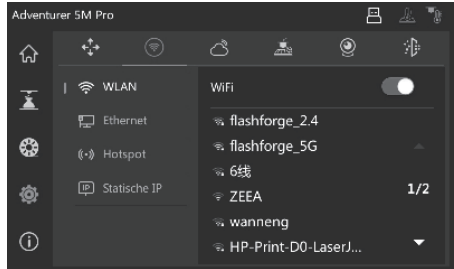 Adventurer 5M Pro
WLAN
WiFi
Ethernet
Hotspot
IP Statische IP
flashforge_2.4
flashforge_5G
6线
ZEEA
1/2
wanneng
HP-Print-D0-LaserJ...